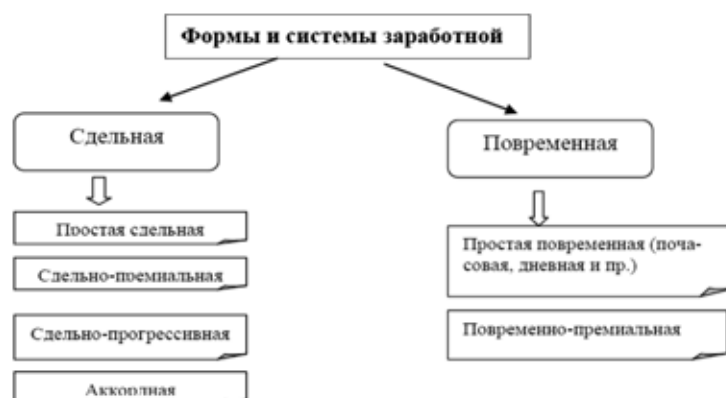 Формы и системы заработной
Сдельная
Повременная
Простая сдельная
Сдельно-премиальная
Сдельно-прогрессивная
Аккордная
Простая повременная (поча-
совая, дневная и пр.)
Повременно-премиальная